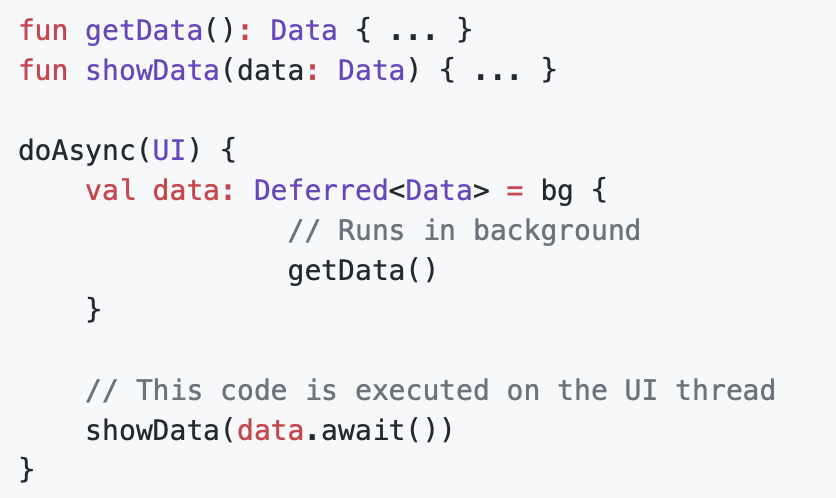 fun getData(): Data { ... }
fun showData(data: Data) { ... }

doAsync(UI) {
    val data: Deferred<Data> = bg {
                // Runs in background
                getData()
    }

    // This code is executed on the UI thread
    showData(data.await())
}